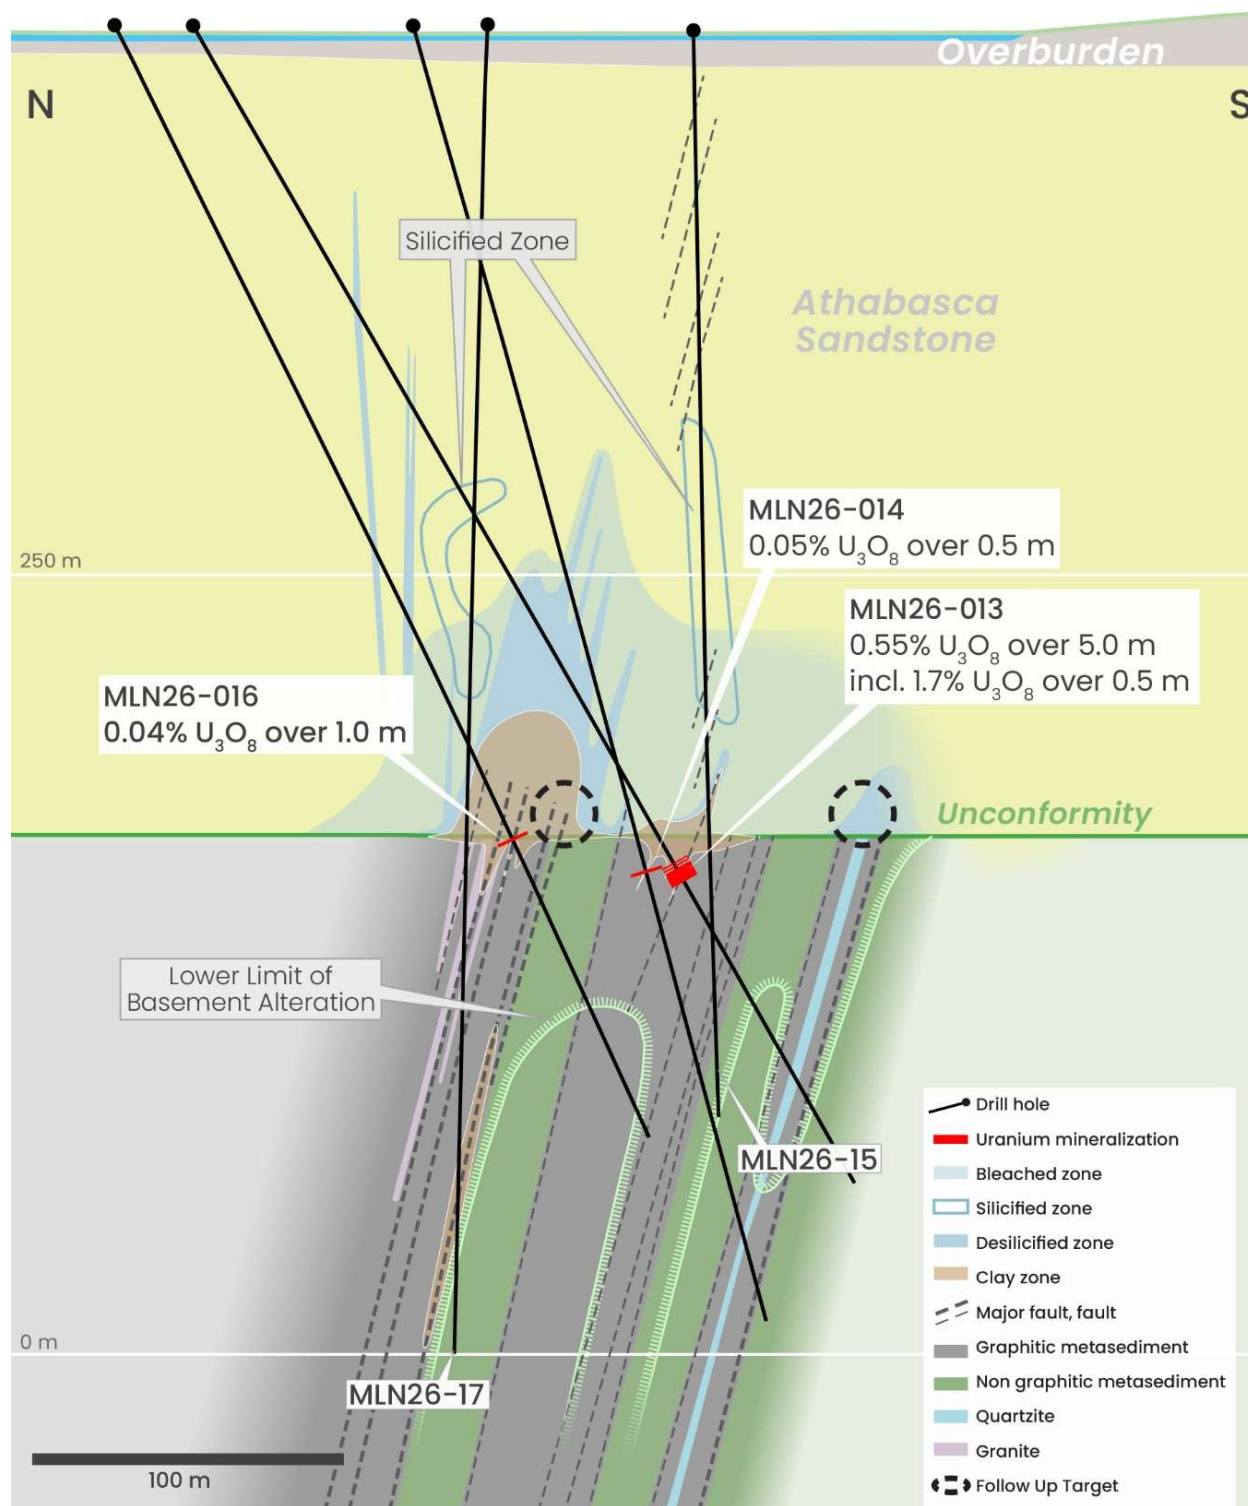 Overburden
N
S
Silicified Zone
Athabasca
Sandstone
MLN26-014
0.05% U₃O₈ over 0.5 m
250 m
MLN26-013
0.55% U₃O₈ over 5.0 m
incl. 1.7% U₃O₈ over 0.5 m
MLN26-016
0.04% U₃O₈ over 1.0 m
Unconformity
Lower Limit of
Basement Alteration
MLN26-15
0 m
MLN26-17
100 m
Drill hole
Uranium mineralization
Bleached zone
Silicified zone
Desilicified zone
Clay zone
Major fault, fault
Graphitic metasediment
Non graphitic metasediment
Quartzite
Granite
Follow Up Target